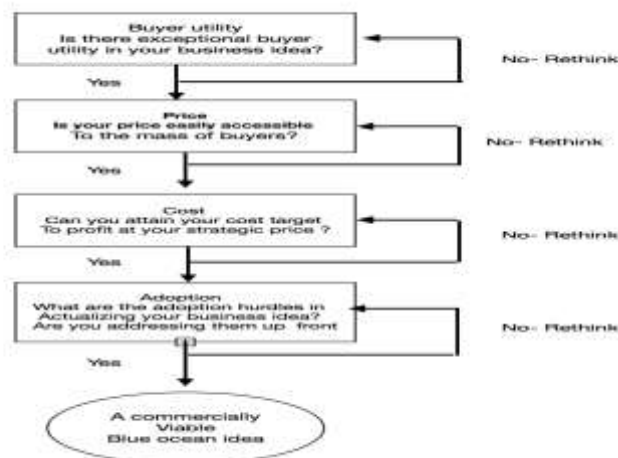 Buyer utility
Is there exceptional buyer
utility in your business idea?
No- Rethink
Yes
Price
Is your price easily accessible
To the mass of buyers?
No- Rethink
Yes
Cost
Can you attain your cost target
To profit at your strategic price ?
No- Rethink
Yes
Adoption
What are the adoption hurdles in
Actualizing your business idea?
Are you addressing them up front
No- Rethink
Yes
A commercially
Viable
Blue ocean idea